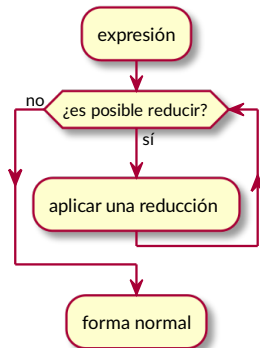 expresión
no
¿es posible reducir?
sí
aplicar una reducción
forma normal